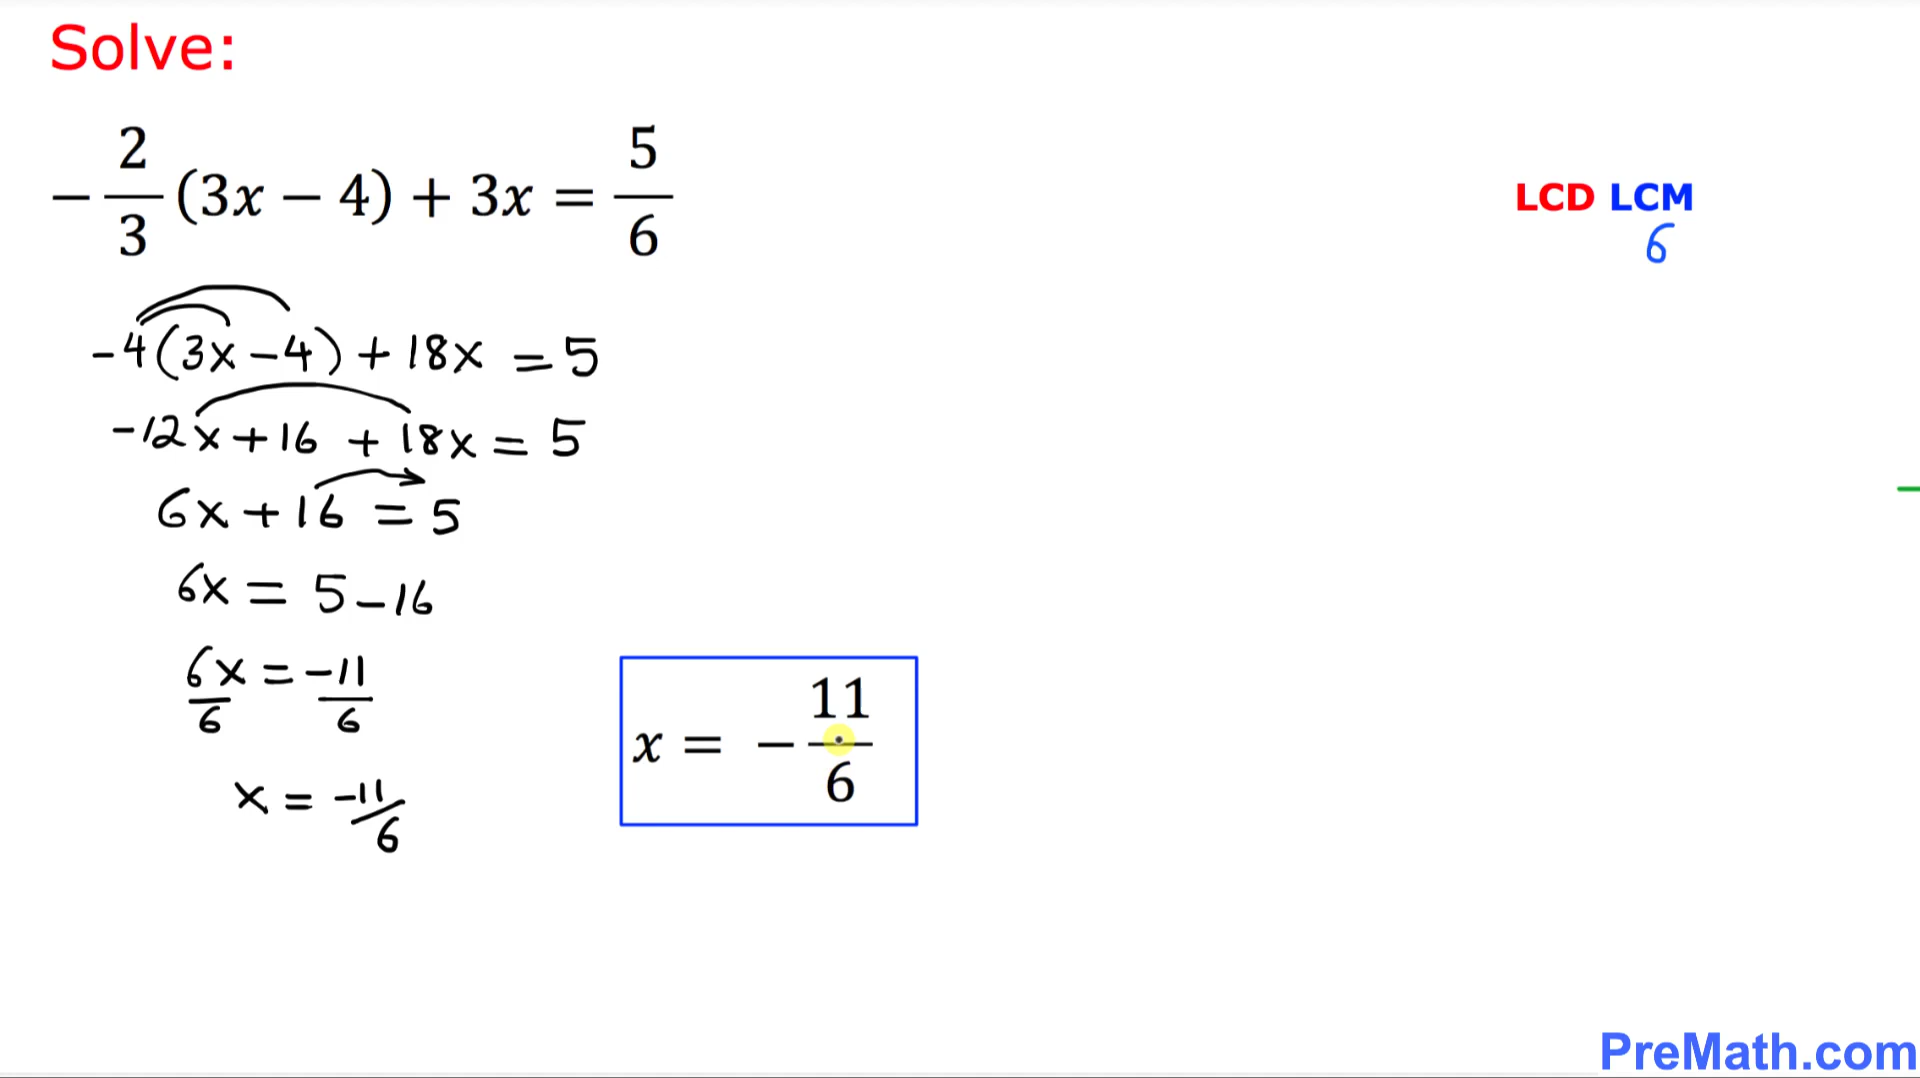 Solve:
−2/3(3x − 4) + 3x = 5/6
LCD LCM
6
-4(3x-4)+18x = 5
-12x+16 +18x = 5
6x+16 = 5
6x = 5-16
6x/6 = -11/6
x = -11/6
x = − 11/6
PreMath.com